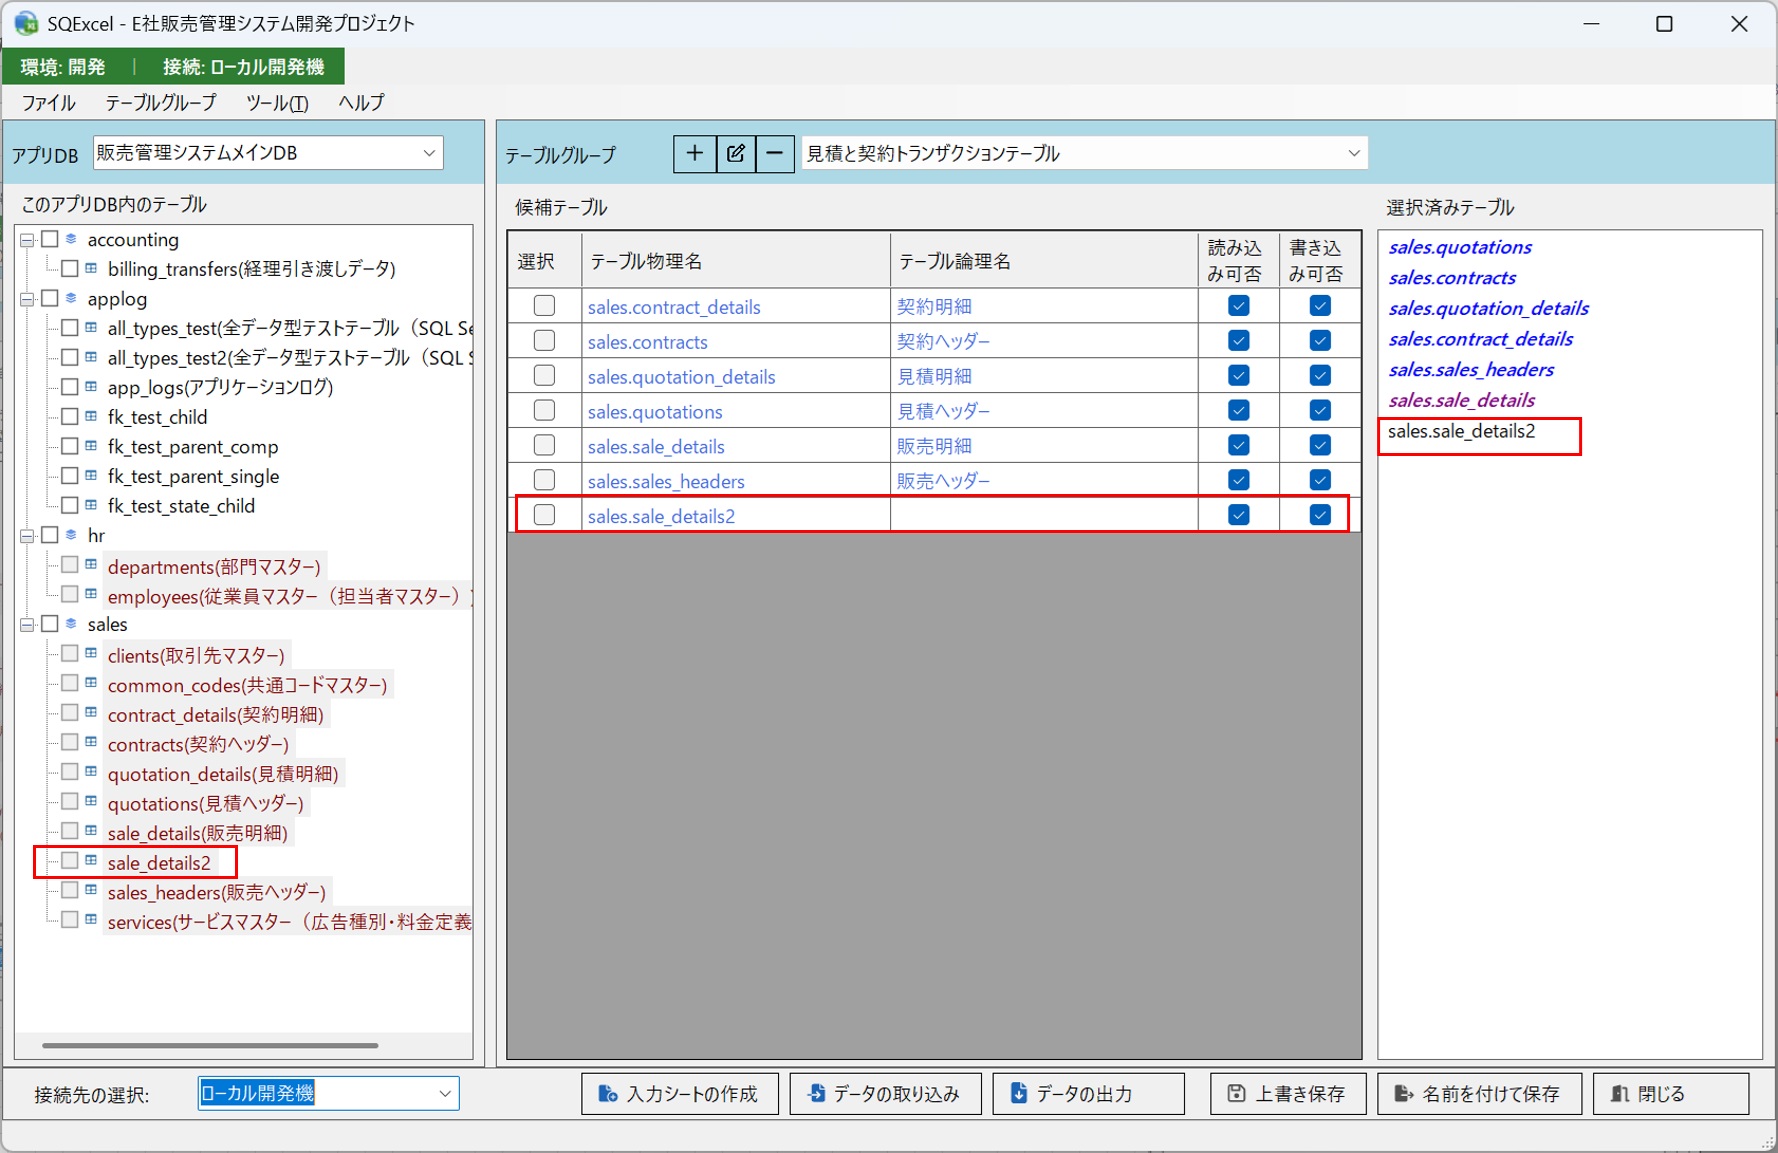 SQExcel - E社販売管理システム開発プロジェクト
環境: 開発 | 接続: ローカル開発機
ファイル テーブルグループ ツール(T) ヘルプ
アプリDB 販売管理システムメインDB
テーブルグループ 見積と契約トランザクションテーブル
このアプリDB内のテーブル
accounting
billing_transfers(経理引き渡しデータ)
applog
all_types_test(全データ型テストテーブル（SQL Se
all_types_test2(全データ型テストテーブル（SQL S
app_logs(アプリケーションログ)
fk_test_child
fk_test_parent_comp
fk_test_parent_single
fk_test_state_child
hr
departments(部門マスター)
employees(従業員マスター（担当者マスター）)
sales
clients(取引先マスター)
common_codes(共通コードマスター)
contract_details(契約明細)
contracts(契約ヘッダー)
quotation_details(見積明細)
quotations(見積ヘッダー)
sale_details(販売明細)
sale_details2
sales_headers(販売ヘッダー)
services(サービスマスター（広告種別・料金定義
候補テーブル
選択 テーブル物理名 テーブル論理名 読み込み可否 書き込み可否
sales.contract_details 契約明細
sales.contracts 契約ヘッダー
sales.quotation_details 見積明細
sales.quotations 見積ヘッダー
sales.sale_details 販売明細
sales.sales_headers 販売ヘッダー
sales.sale_details2
選択済みテーブル
sales.quotations
sales.contracts
sales.quotation_details
sales.contract_details
sales.sales_headers
sales.sale_details
sales.sale_details2
接続先の選択: ローカル開発機
入力シートの作成 データの取り込み データの出力 上書き保存 名前を付けて保存 閉じる